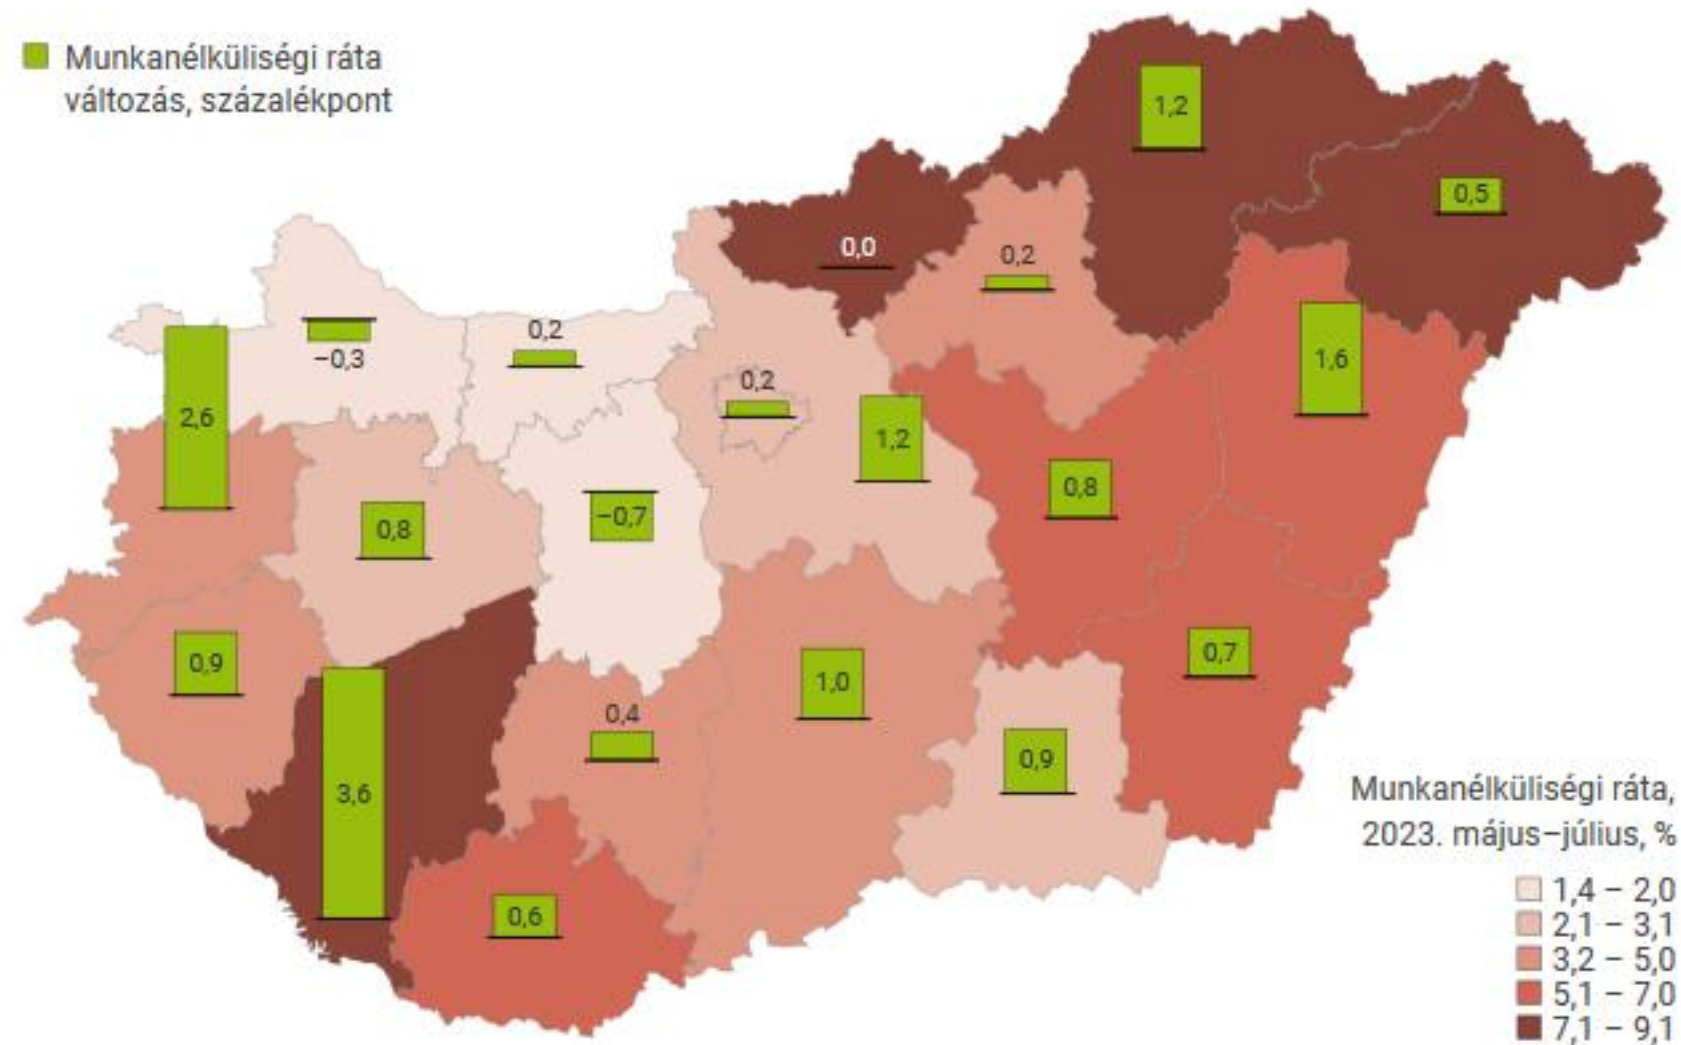 Munkanélküliségi ráta
változás, százalékpont
1,2
0,5
0,0
0,2
−0,3
0,2
1,6
0,2
2,6
1,2
0,8
−0,7
0,8
0,9
1,0
0,7
0,4
0,9
3,6
0,6
Munkanélküliségi ráta,
2023. május–július, %
1,4 – 2,0
2,1 – 3,1
3,2 – 5,0
5,1 – 7,0
7,1 – 9,1